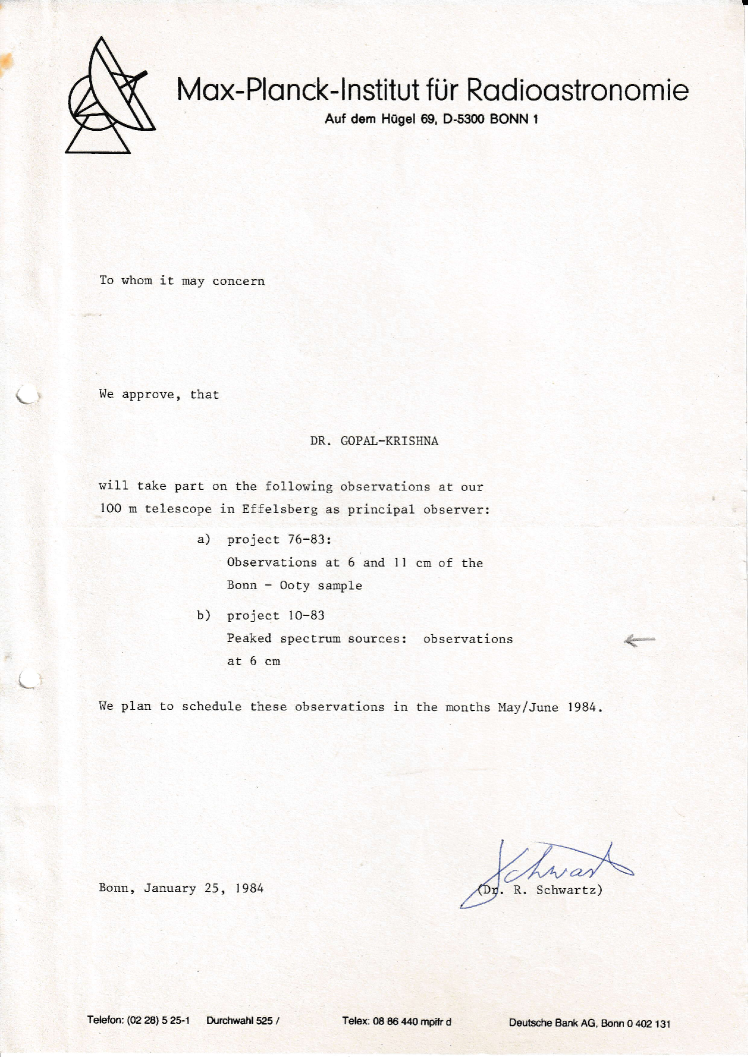 Max-Planck-Institut für Radioastronomie
Auf dem Hügel 69, D-5300 BONN 1
To whom it may concern
We approve, that
DR. GOPAL-KRISHNA
will take part on the following observations at our
100 m telescope in Effelsberg as principal observer:
a) project 76-83:
Observations at 6 and 11 cm of the
Bonn - Ooty sample
b) project 10-83
Peaked spectrum sources: observations
at 6 cm
We plan to schedule these observations in the months May/June 1984.
Schwartz
Bonn, January 25, 1984 (Dr. R. Schwartz)
Telefon: (02 28) 5 25-1 Durchwahl 525 / Telex: 08 86 440 mpifr d Deutsche Bank AG, Bonn 0 402 131